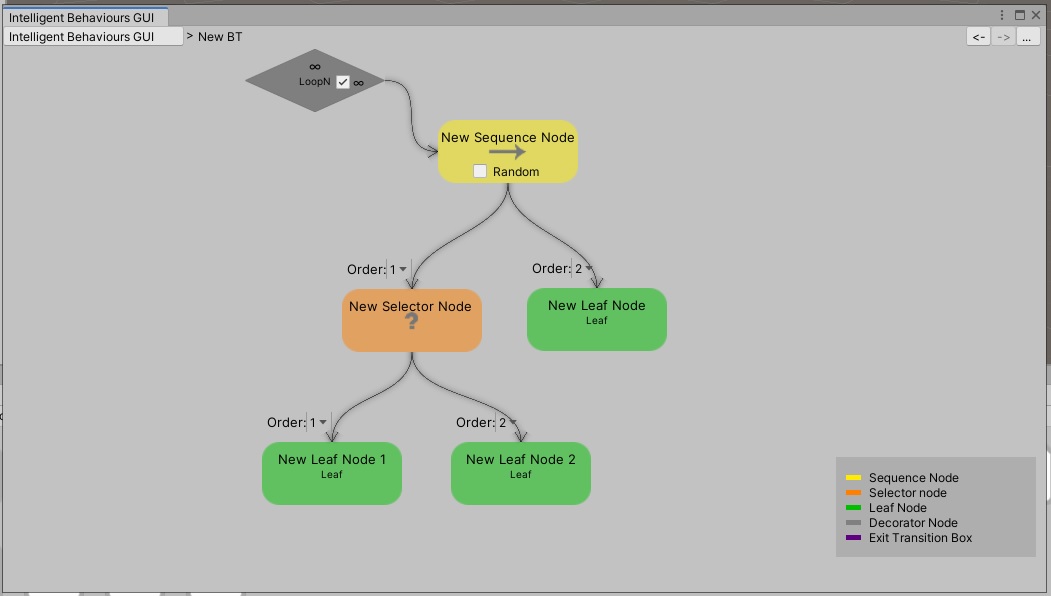 Intelligent Behaviours GUI
Intelligent Behaviours GUI > New BT
<- -> ...
∞
LoopN ∞
New Sequence Node
Random
Order: 1
Order: 2
New Selector Node
?
New Leaf Node
Leaf
Order: 1
Order: 2
New Leaf Node 1
Leaf
New Leaf Node 2
Leaf
Sequence Node
Selector node
Leaf Node
Decorator Node
Exit Transition Box